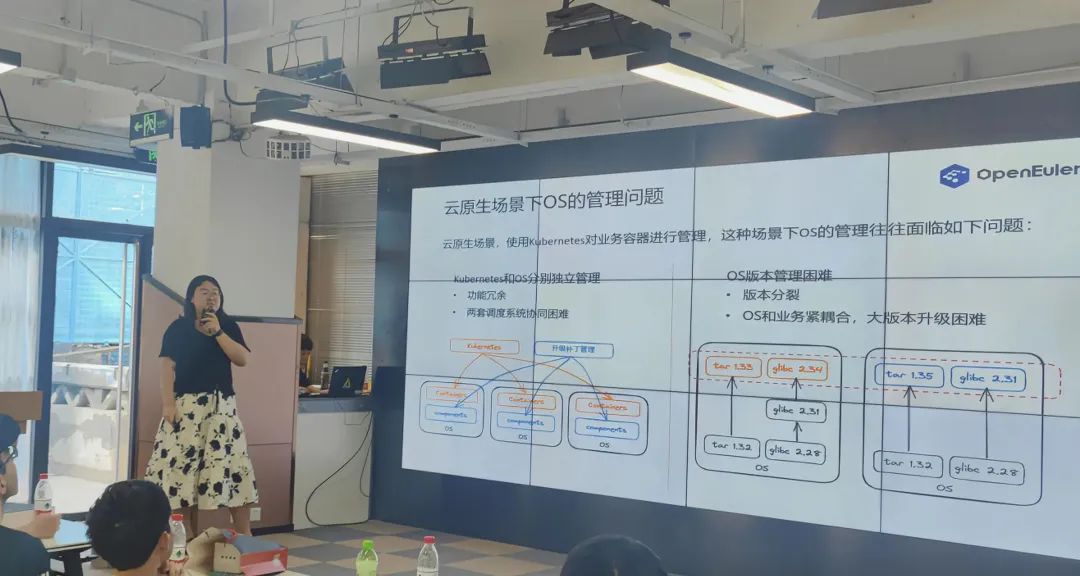 OpenEuler
云原生场景下OS的管理问题
云原生场景，使用Kubernetes对业务容器进行管理，这种场景下OS的管理往往面临如下问题：
Kubernetes和OS分别独立管理
• 功能冗余
• 两套调度系统协同困难
OS版本管理困难
• 版本分裂
• OS和业务紧耦合，大版本升级困难
Kubernetes
升级补丁管理
Containers
components
OS
Containers
components
OS
Containers
components
OS
tar 1.33
glibc 2.34
glibc 2.31
tar 1.32
glibc 2.28
OS
tar 1.35
glibc 2.31
tar 1.32
glibc 2.28
OS